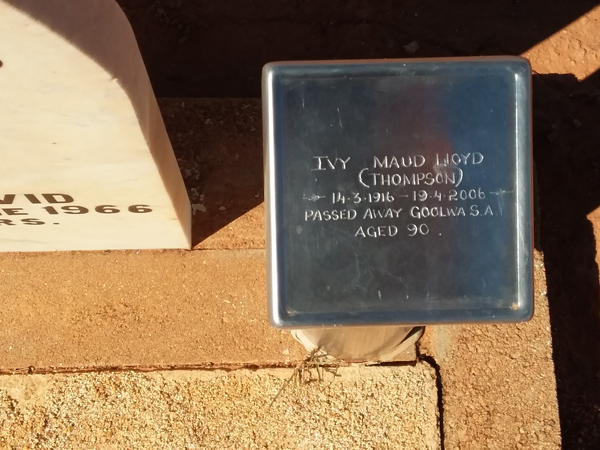 IVY MAUD LLOYD
(THOMPSON)
14-3-1916 — 19-4-2006
PASSED AWAY GOOLWA S.A.
AGED 90.
VID
E 1966
RS.